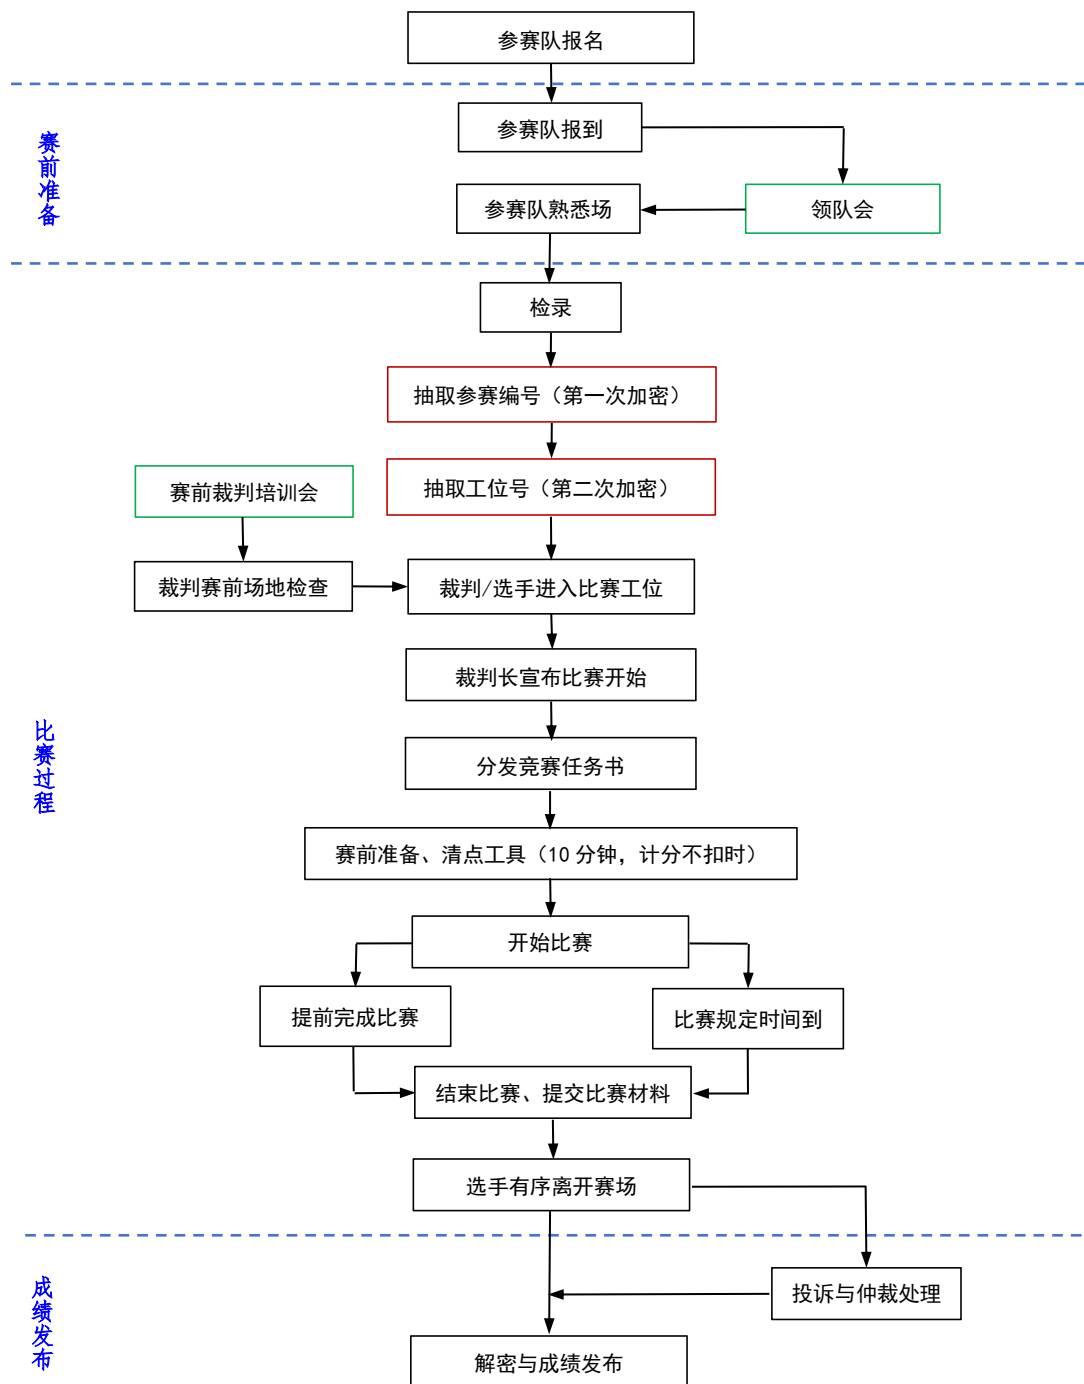 参赛队报名
赛前准备
参赛队报到
领队会
参赛队熟悉场
比赛过程
检录
抽取参赛编号（第一次加密）
抽取工位号（第二次加密）
赛前裁判培训会
裁判赛前场地检查
裁判/选手进入比赛工位
裁判长宣布比赛开始
分发竞赛任务书
赛前准备、清点工具（10分钟，计分不扣时）
开始比赛
提前完成比赛
比赛规定时间到
结束比赛、提交比赛材料
选手有序离开赛场
成绩发布
投诉与仲裁处理
解密与成绩发布